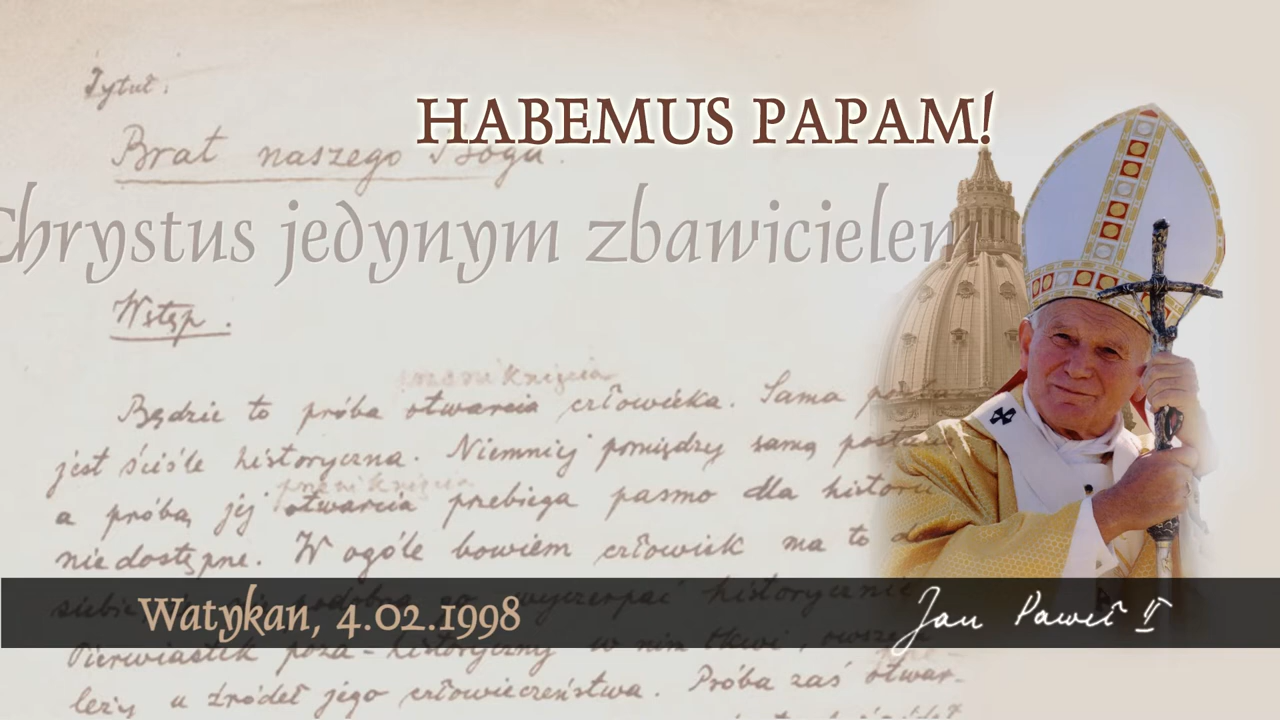 Tytuł:
HABEMUS PAPAM!
Brat naszego Boga.
Chrystus jedynym zbawicielem
Wstęp.
Będzie to próba otwarcia człowieka. Sama
jest ściśle historyczna. Niemniej pomiędzy samą
a próbą jej otwarcia przebiega pasmo dla
niedostępne. W ogóle bowiem człowiek ma to
wyczerpać historycznie
Watykan, 4.02.1998
Jan Paweł II
Pierwiastek poza-historyczny w nim tkwi,
leży u źródeł jego człowieczeństwa. Próba zaś otwar-